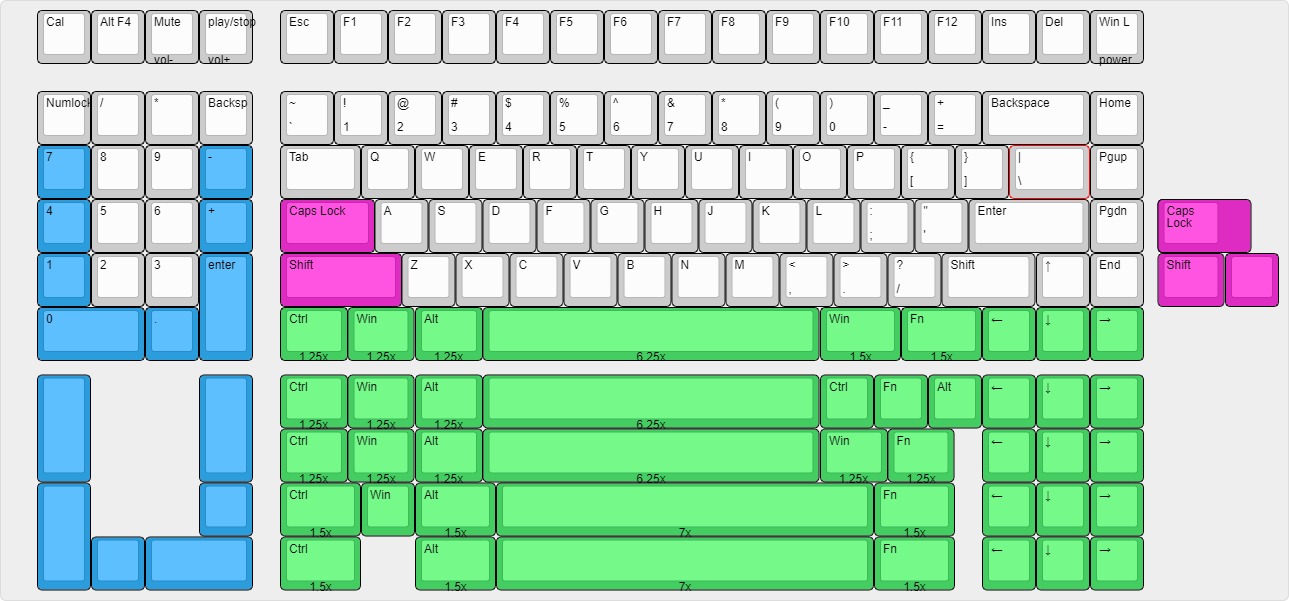 Cal Alt F4 Mute play/stop Esc F1 F2 F3 F4 F5 F6 F7 F8 F9 F10 F11 F12 Ins Del Win L
vol- vol+ power
Numlock / * Backsp ~ ! @ # $ % ^ & * ( ) _ + Backspace Home
` 1 2 3 4 5 6 7 8 9 0 - =
7 8 9 - Tab Q W E R T Y U I O P { } | Pgup
[ ] \
4 5 6 + Caps Lock A S D F G H J K L : " Enter Pgdn Caps
Lock
; '
1 2 3 enter Shift Z X C V B N M < > ? Shift ↑ End Shift
, . /
0 . Ctrl Win Alt Win Fn ← ↓ →
1.25x 1.25x 1.25x 6.25x 1.5x 1.5x
Ctrl Win Alt Ctrl Fn Alt ← ↓ →
1.25x 1.25x 1.25x 6.25x
Ctrl Win Alt Win Fn ← ↓ →
1.25x 1.25x 1.25x 6.25x 1.25x 1.25x
Ctrl Win Alt Fn ← ↓ →
1.5x 1.5x 7x 1.5x
Ctrl Alt Fn ← ↓ →
1.5x 1.5x 7x 1.5x